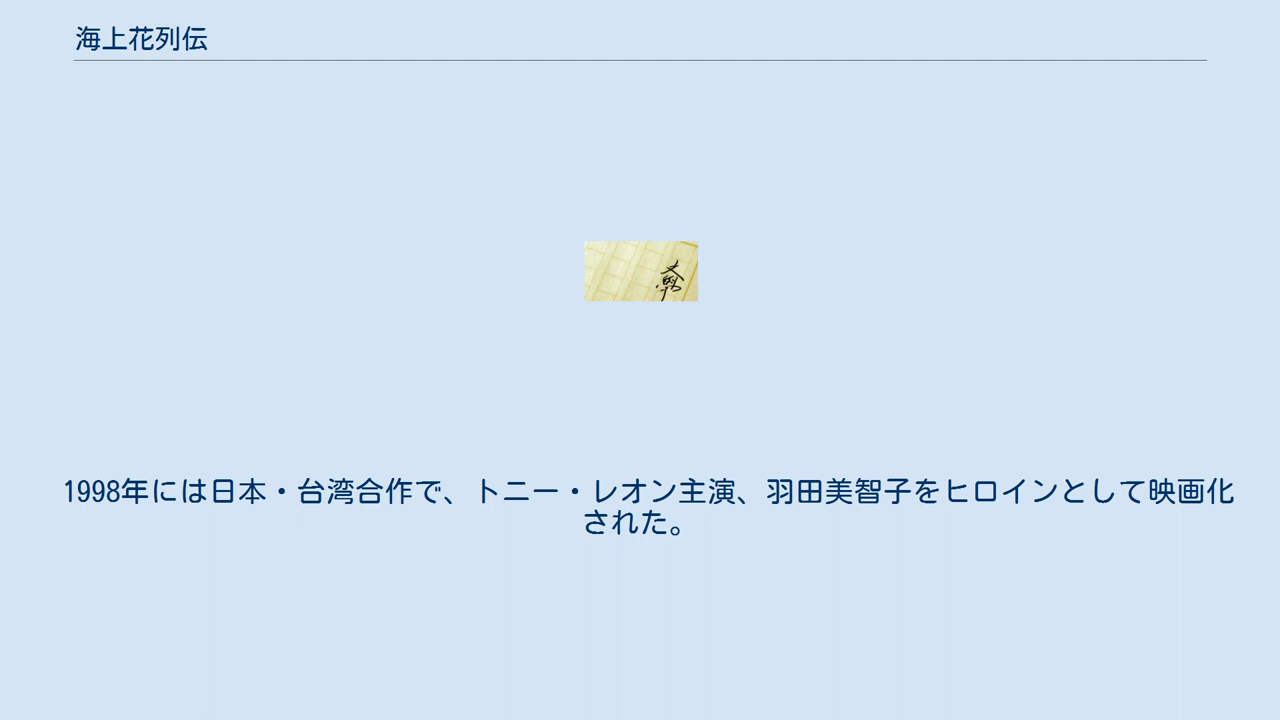 海上花列伝
1998年には日本・台湾合作で、トニー・レオン主演、羽田美智子をヒロインとして映画化
された。